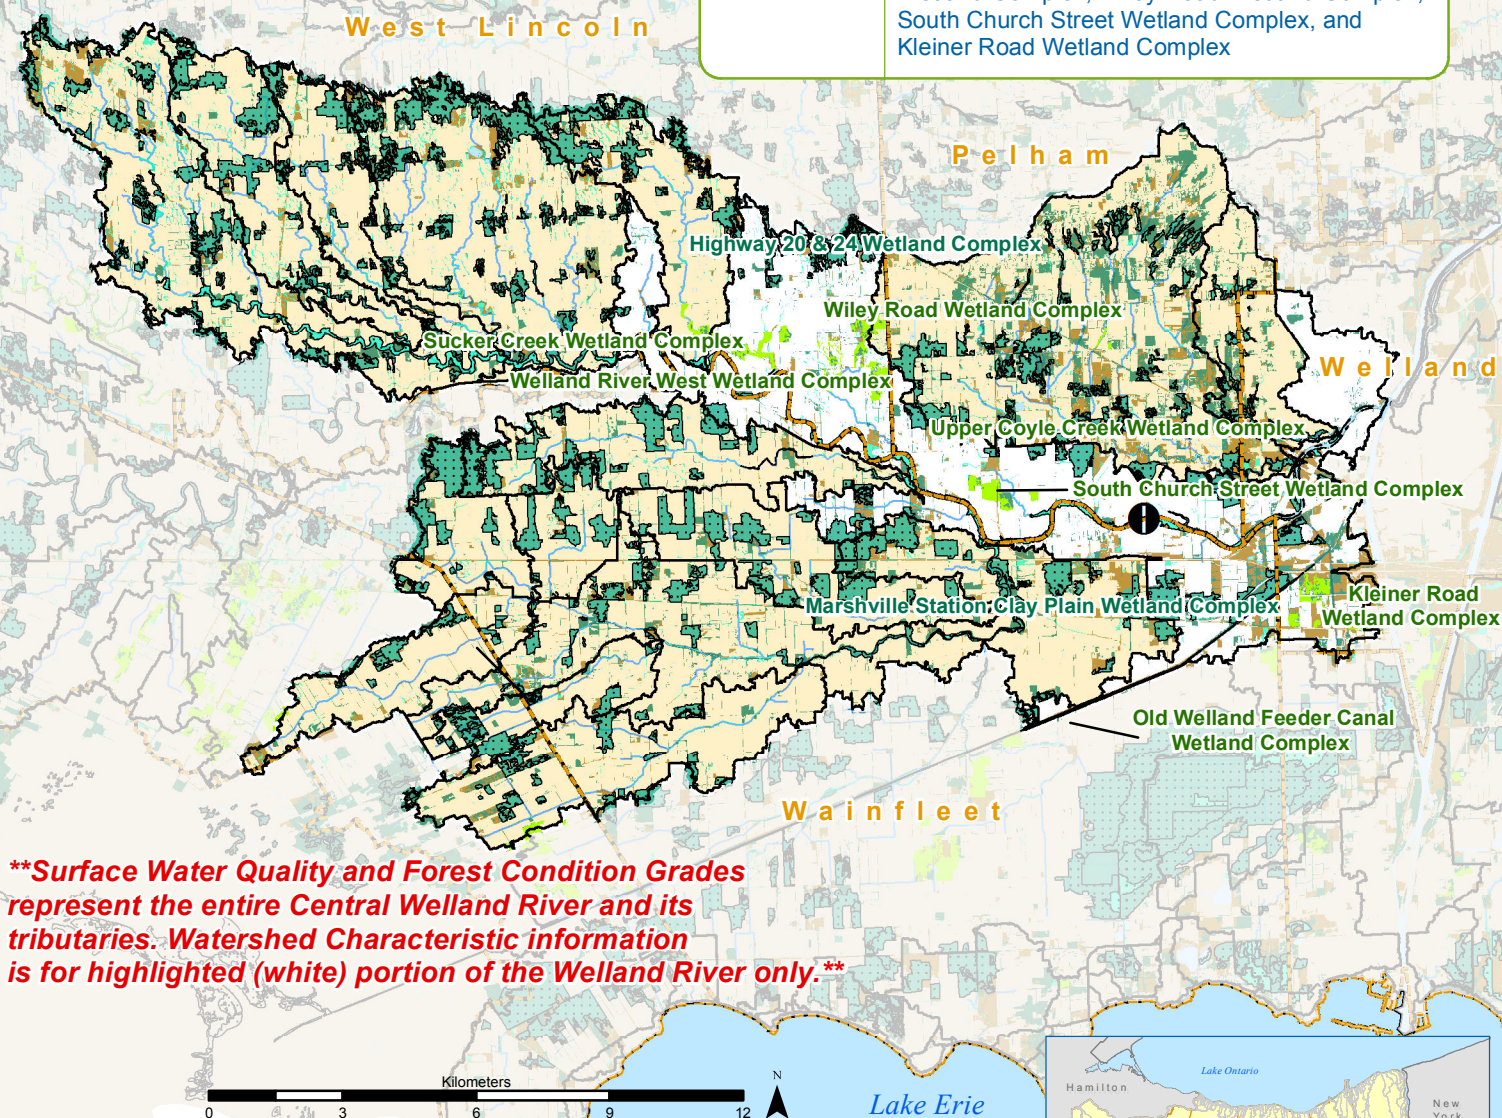 South Church Street Wetland Complex, and
Kleiner Road Wetland Complex
West Lincoln
Pelham
Highway 20 & 24 Wetland Complex
Wiley Road Wetland Complex
Sucker Creek Wetland Complex
Welland
Welland River West Wetland Complex
Upper Coyle Creek Wetland Complex
South Church Street Wetland Complex
Kleiner Road
Wetland Complex
Marshville Station Clay Plain Wetland Complex
Old Welland Feeder Canal
Wetland Complex
Wainfleet
**Surface Water Quality and Forest Condition Grades
represent the entire Central Welland River and its
tributaries. Watershed Characteristic information
is for highlighted (white) portion of the Welland River only.**
Kilometers
0 3 6 9 12
N
Lake Erie
Hamilton
Lake Ontario
New
York